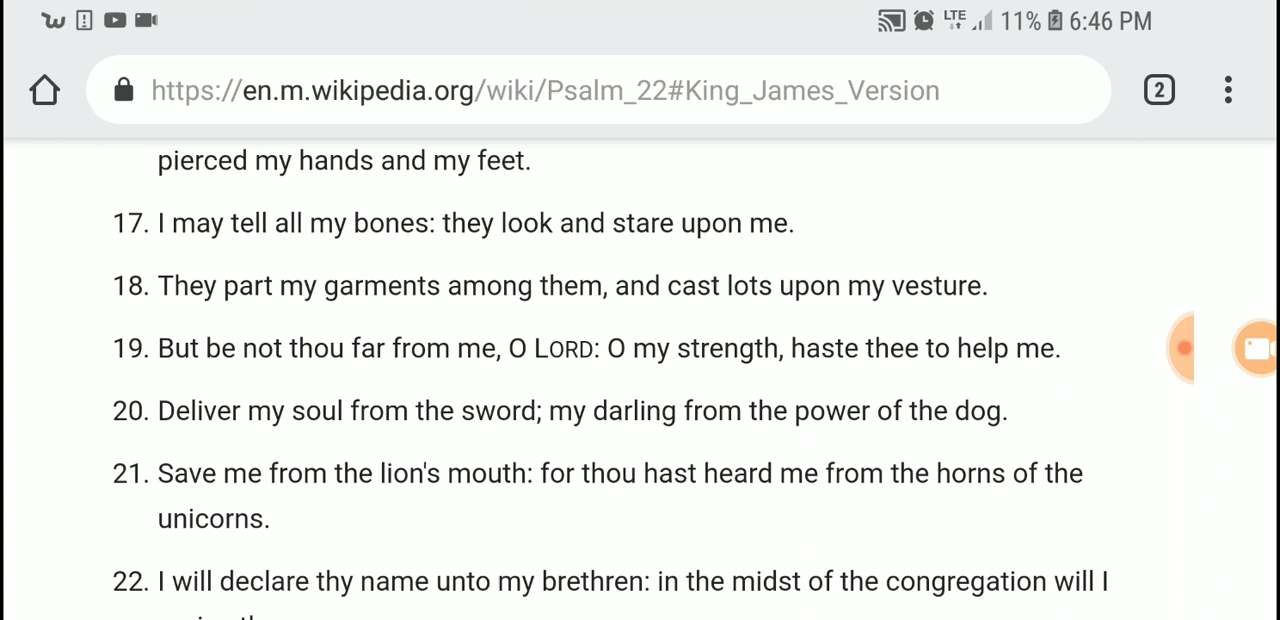 LTE 11% 6:46 PM
https://en.m.wikipedia.org/wiki/Psalm_22#King_James_Version 2
pierced my hands and my feet.
17. I may tell all my bones: they look and stare upon me.
18. They part my garments among them, and cast lots upon my vesture.
19. But be not thou far from me, O LORD: O my strength, haste thee to help me.
20. Deliver my soul from the sword; my darling from the power of the dog.
21. Save me from the lion's mouth: for thou hast heard me from the horns of the
unicorns.
22. I will declare thy name unto my brethren: in the midst of the congregation will I